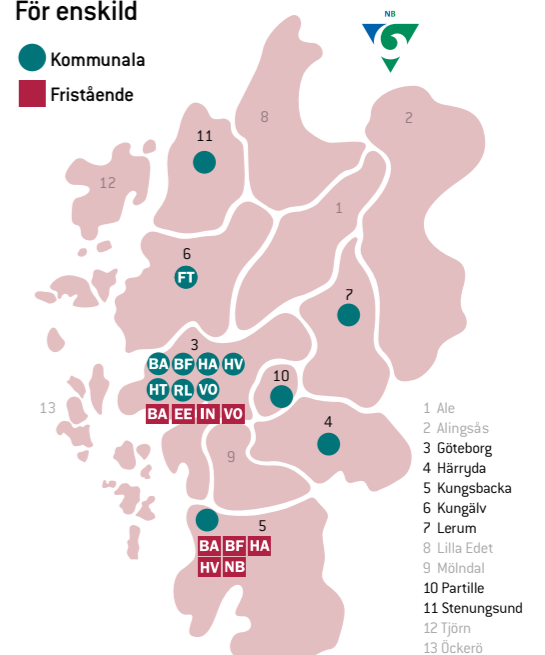 För enskild
NB
Kommunala
Fristående
11
8
2
12
1
6
FT
7
3
BA BF HA HV
HT RL VO
BA EE IN VO
10
13
4
9
5
BA BF HA
HV NB
1 Ale
2 Alingsås
3 Göteborg
4 Härryda
5 Kungsbacka
6 Kungälv
7 Lerum
8 Lilla Edet
9 Mölndal
10 Partille
11 Stenungsund
12 Tjörn
13 Öckerö